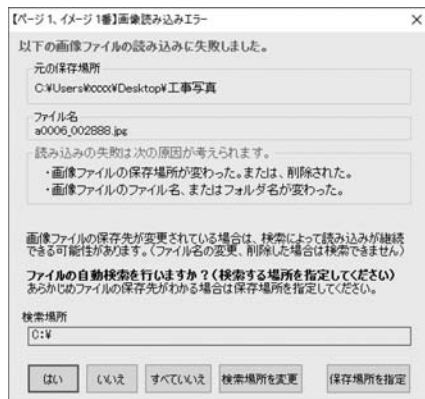 【ページ 1、イメージ 1番】画像読み込みエラー
以下の画像ファイルの読み込みに失敗しました。
元の保存場所
C:¥Users¥xxxx¥Desktop¥工事写真
ファイル名
a0006_002888.jpg
読み込みの失敗は次の原因が考えられます。
・画像ファイルの保存場所が変わった。または、削除された。
・画像ファイルのファイル名、またはフォルダ名が変わった。
画像ファイルの保存先が変更されている場合は、検索によって読み込みが継続
できる可能性があます。(ファイル名の変更、削除した場合は検索できません)
ファイルの自動検索を行いますか？(検索する場所を指定してください)
あらかじめファイルの保存先がわかる場合は保存場所を指定してください。
検索場所
C:¥
はい
いいえ
すべていいえ
検索場所を変更
保存場所を指定